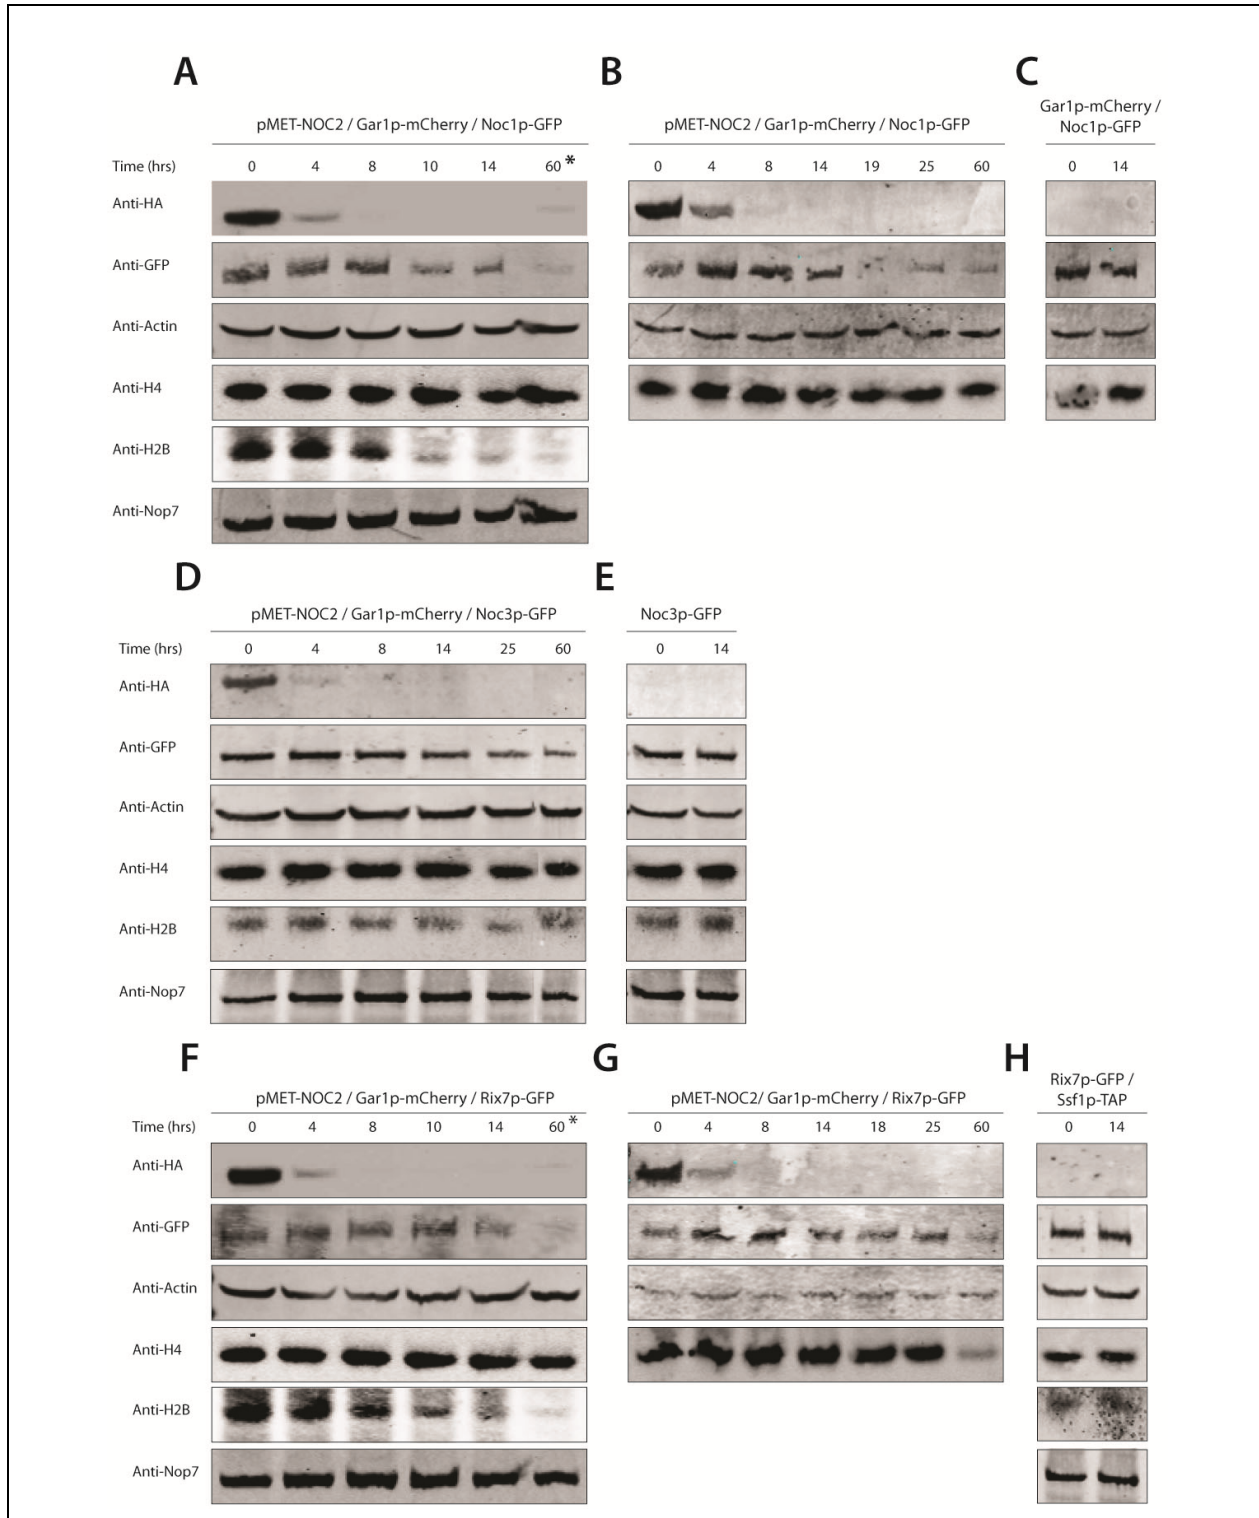 A
B
C
pMET-NOC2 / Gar1p-mCherry / Noc1p-GFP
pMET-NOC2 / Gar1p-mCherry / Noc1p-GFP
Gar1p-mCherry /
Noc1p-GFP
Time (hrs) 0 4 8 10 14 60 *
0 4 8 14 19 25 60
0 14
Anti-HA
Anti-GFP
Anti-Actin
Anti-H4
Anti-H2B
Anti-Nop7
D
E
pMET-NOC2 / Gar1p-mCherry / Noc3p-GFP
Noc3p-GFP
Time (hrs) 0 4 8 14 25 60
0 14
Anti-HA
Anti-GFP
Anti-Actin
Anti-H4
Anti-H2B
Anti-Nop7
F
G
H
pMET-NOC2 / Gar1p-mCherry / Rix7p-GFP
pMET-NOC2/ Gar1p-mCherry / Rix7p-GFP
Rix7p-GFP /
Ssf1p-TAP
Time (hrs) 0 4 8 10 14 60 *
0 4 8 14 18 25 60
0 14
Anti-HA
Anti-GFP
Anti-Actin
Anti-H4
Anti-H2B
Anti-Nop7